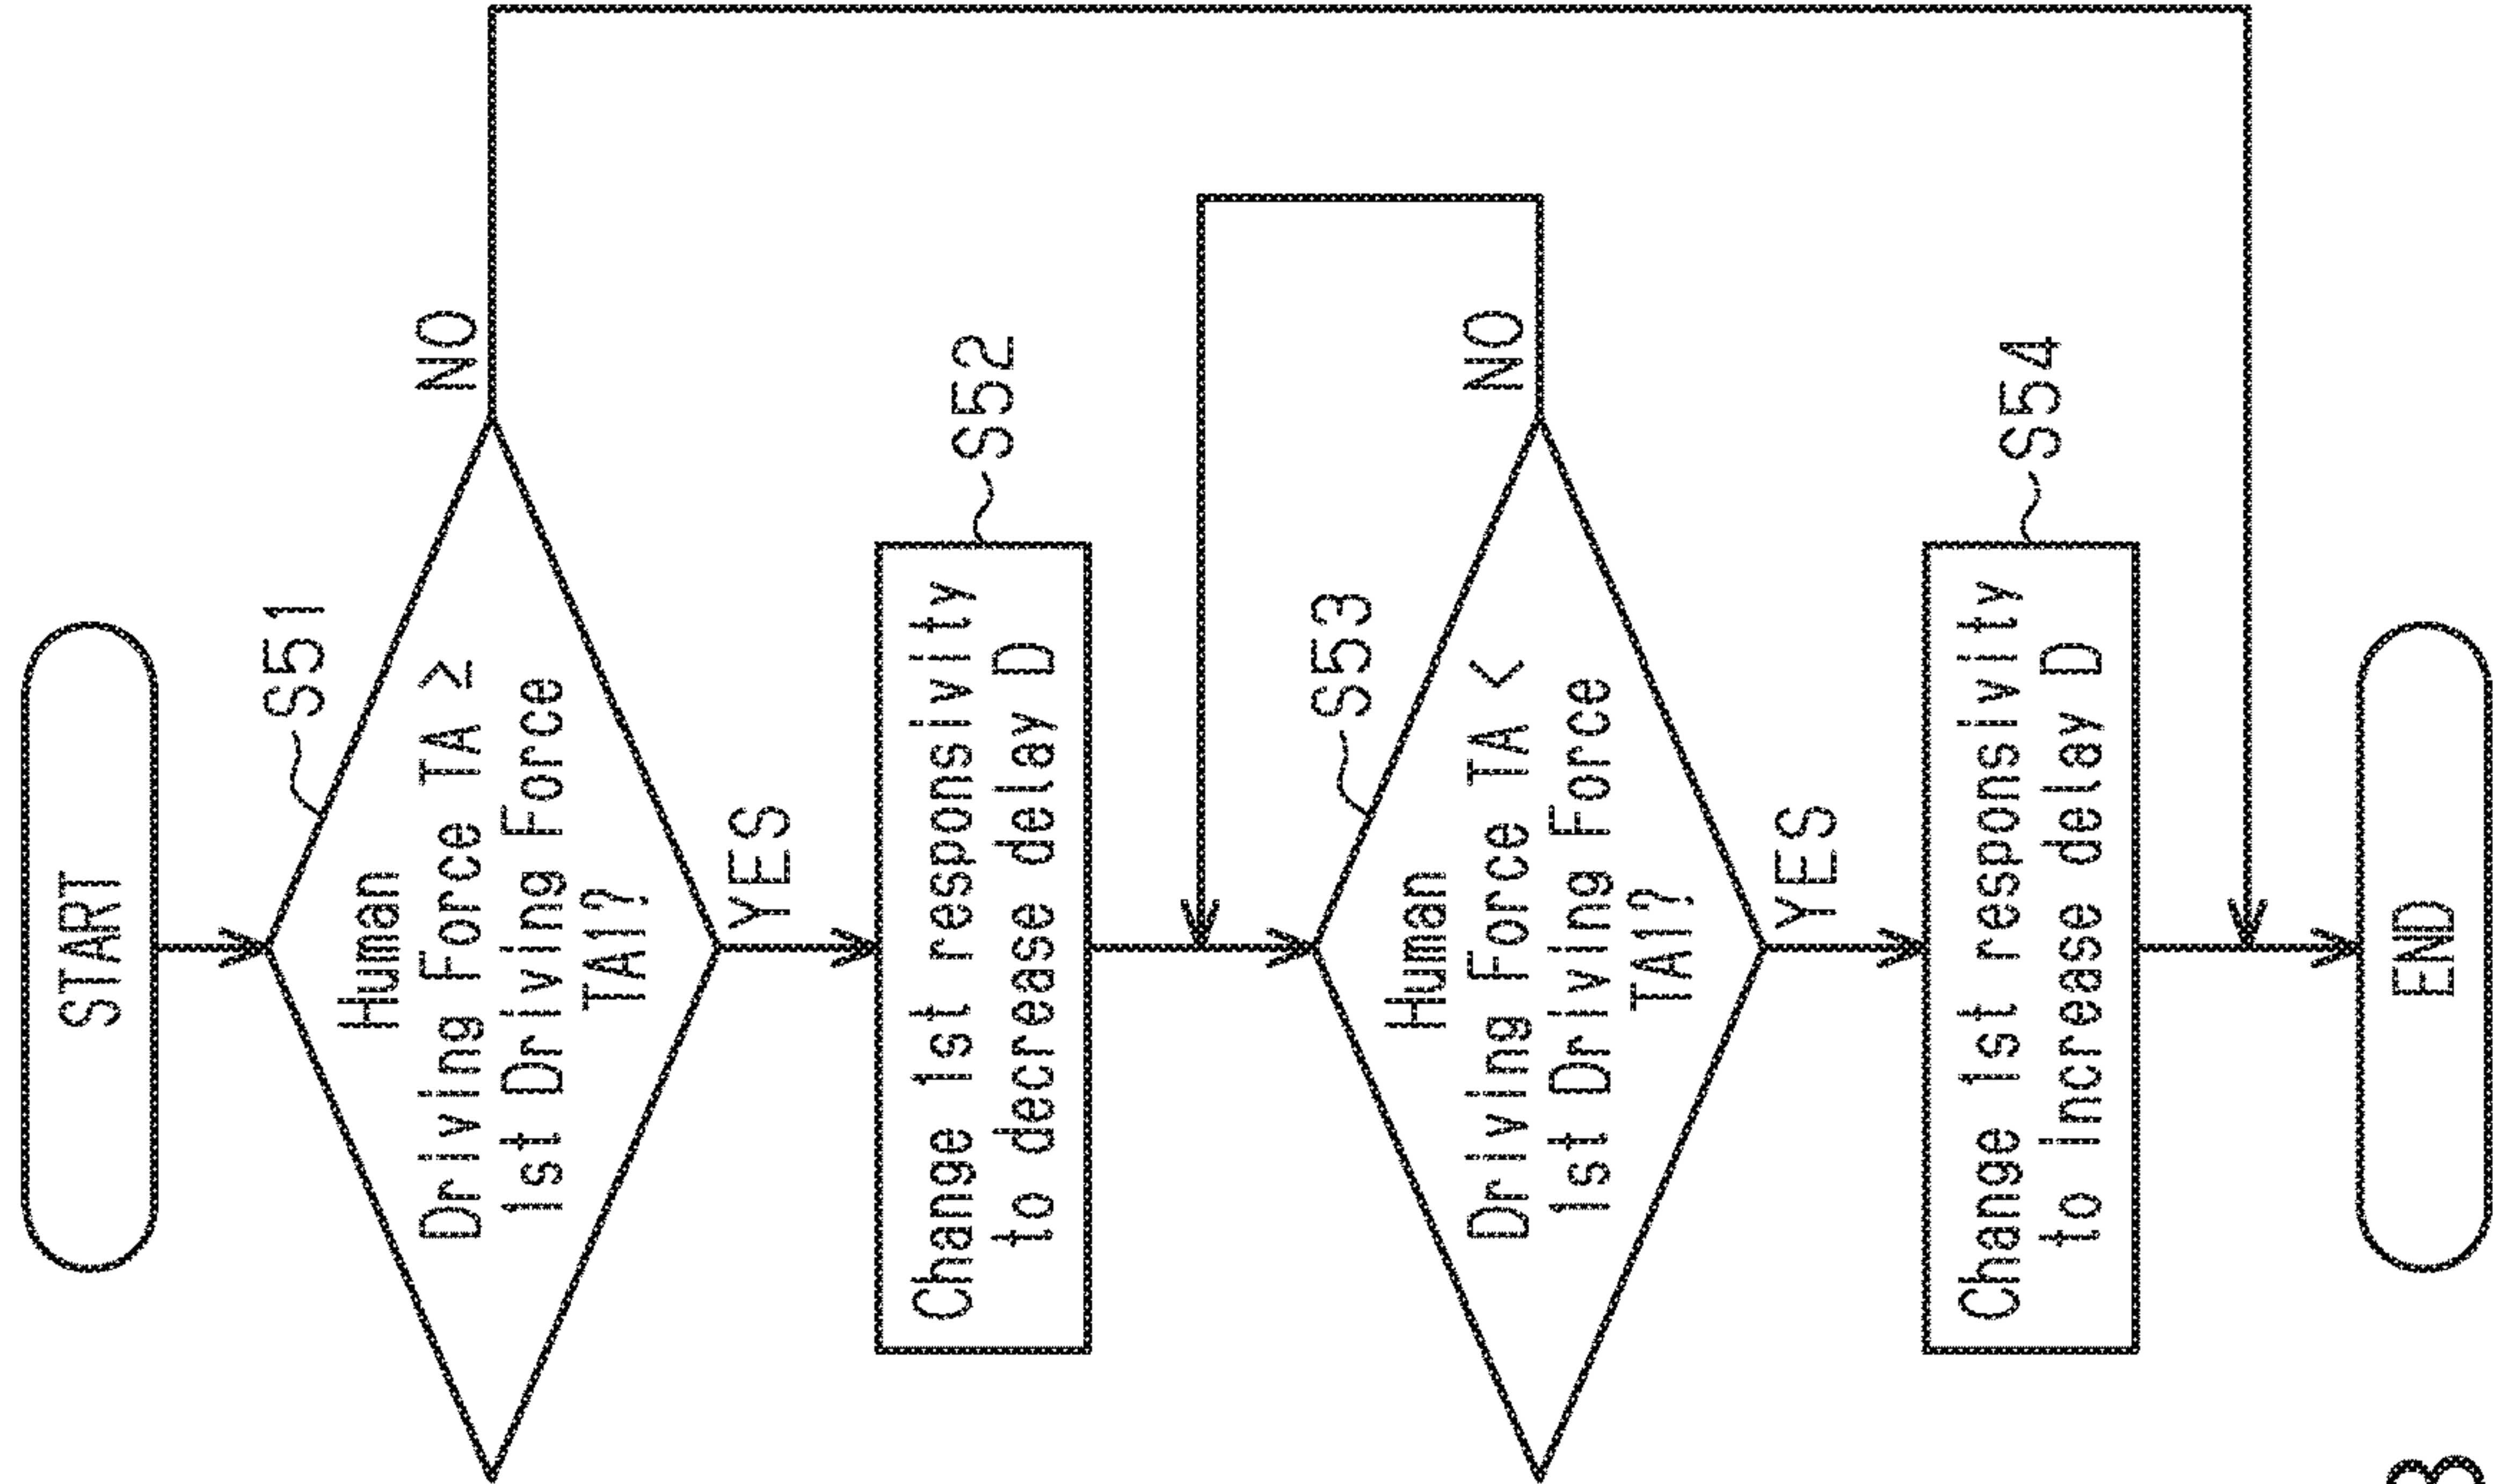 START
S51
Human
Driving Force TA ≥
1st Driving Force
TA1?
NO
YES
Change 1st responsivity
to decrease delay D
S52
S53
Human
Driving Force TA <
1st Driving Force
TA1?
NO
YES
Change 1st responsivity
to increase delay D
S54
END